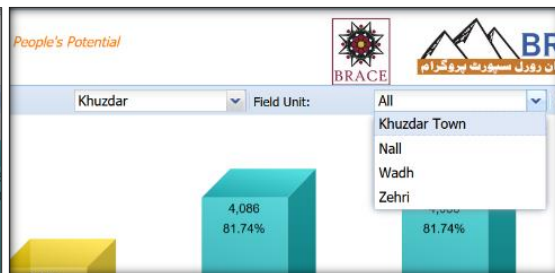 People's Potential
BRACE
BR
ان رورل سپورٹ پروگرام
Khuzdar
Field Unit:
All
Khuzdar Town
Nall
Wadh
Zehri
4,086
81.74%
81.74%